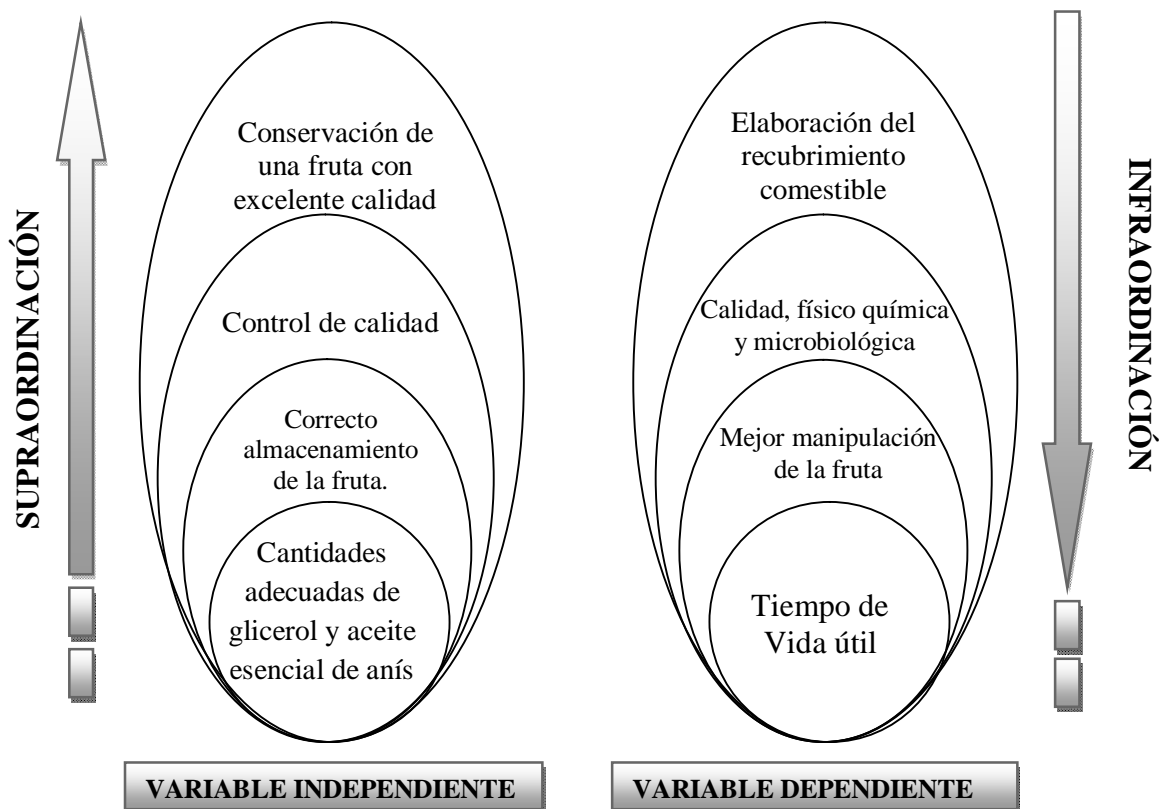 SUPRAORDINACIÓN
Conservación de
una fruta con
excelente calidad
Control de calidad
Correcto
almacenamiento
de la fruta.
Cantidades
adecuadas de
glicerol y aceite
esencial de anís
VARIABLE INDEPENDIENTE
Elaboración del
recubrimiento
comestible
Calidad, físico química
y microbiológica
Mejor manipulación
de la fruta
Tiempo de
Vida útil
VARIABLE DEPENDIENTE
INFRAORDINACIÓN